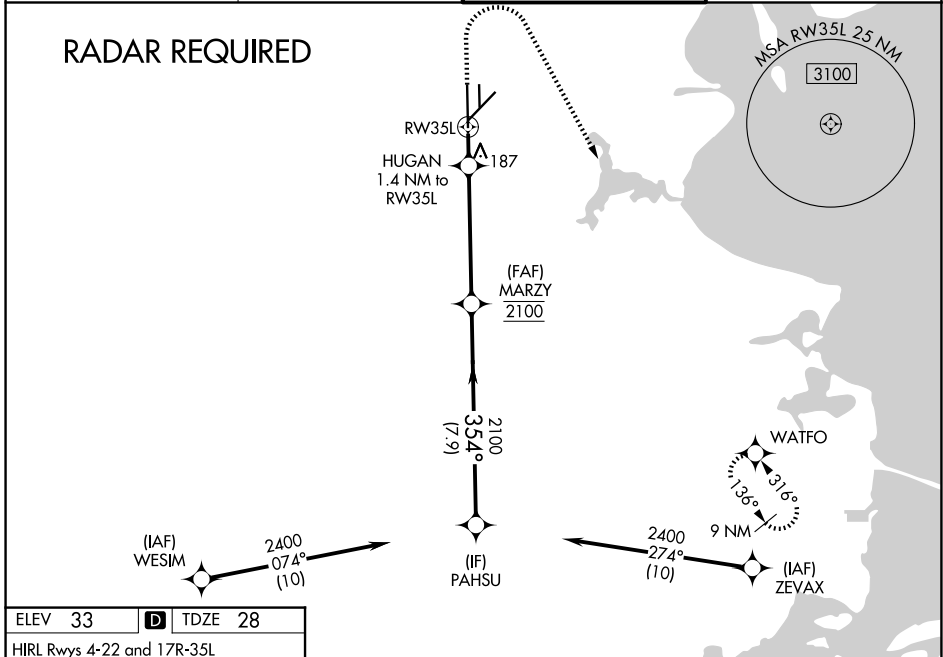 RADAR REQUIRED
MSA RW35L 25 NM
3100
RW35L
HUGAN
1.4 NM to
RW35L
187
(FAF)
MARZY
2100
2100
354°
(7.9)
WATFO
316°
136°
9 NM
(IAF)
WESIM
2400
074°
(10)
(IF)
PAHSU
2400
274°
(10)
(IAF)
ZEVAX
ELEV 33 D TDZE 28
HIRL Rwys 4-22 and 17R-35L